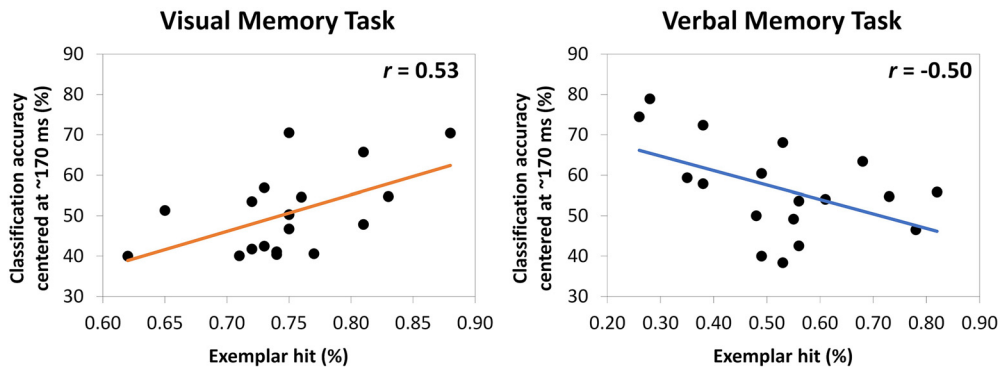 Visual Memory Task
r = 0.53
Classification accuracy
centered at ~170 ms (%)
90
80
70
60
50
40
30
0.60 0.65 0.70 0.75 0.80 0.85 0.90
Exemplar hit (%)
Verbal Memory Task
r = -0.50
Classification accuracy
centered at ~170 ms (%)
90
80
70
60
50
40
30
0.20 0.30 0.40 0.50 0.60 0.70 0.80 0.90
Exemplar hit (%)